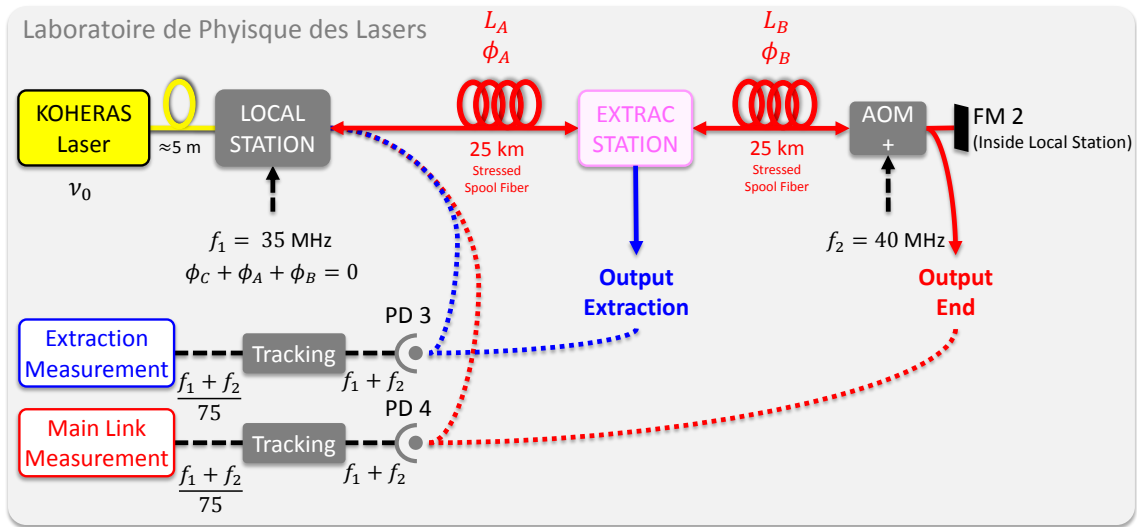 Laboratoire de Phyisque des Lasers
L_A
ϕ_A
L_B
ϕ_B
KOHERAS
Laser
≈5 m
LOCAL
STATION
EXTRAC
STATION
AOM
+
FM 2
(Inside Local Station)
25 km
Stressed
Spool Fiber
25 km
Stressed
Spool Fiber
ν_0
f_1 = 35 MHz
ϕ_C + ϕ_A + ϕ_B = 0
f_2 = 40 MHz
Output
Extraction
Output
End
PD 3
Extraction
Measurement
Tracking
(f_1 + f_2)/75
f_1 + f_2
PD 4
Main Link
Measurement
Tracking
(f_1 + f_2)/75
f_1 + f_2